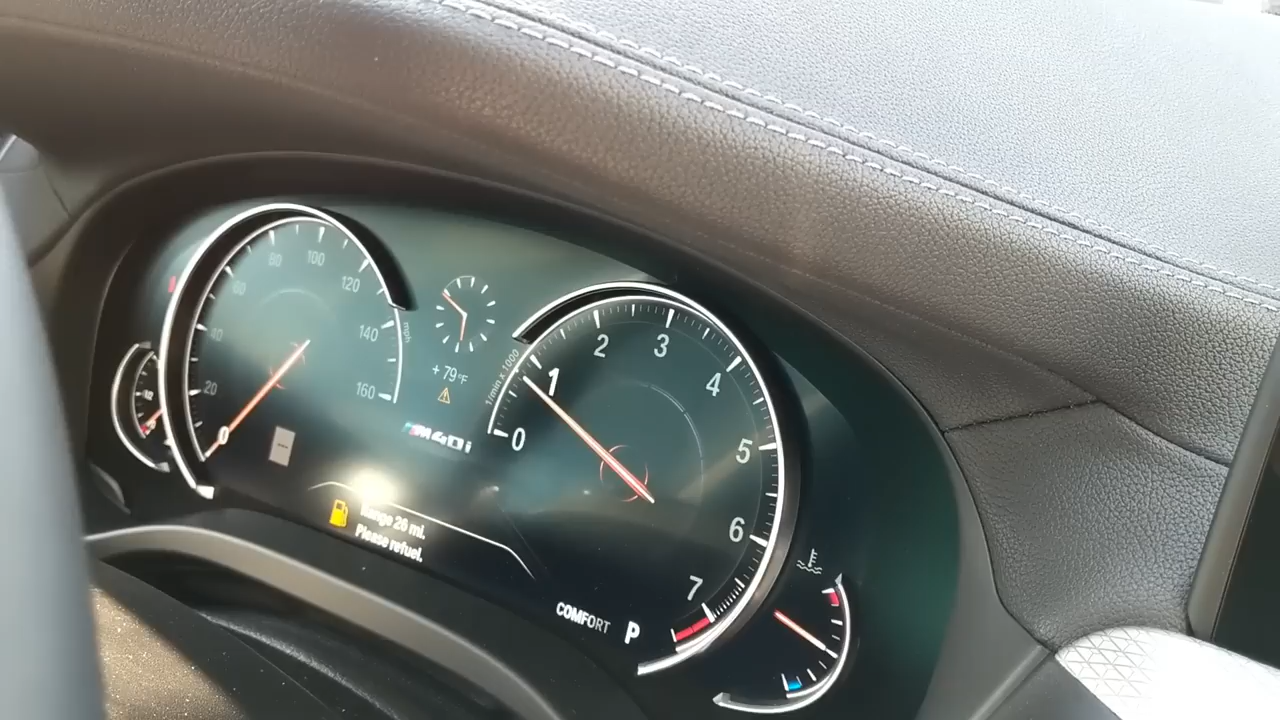 20
40
60
80
100
120
140
160
mph
0
+ 79°F
M40i
1/min x 1000
0
1
2
3
4
5
6
7
Range 26 mi.
Please refuel.
COMFORT P